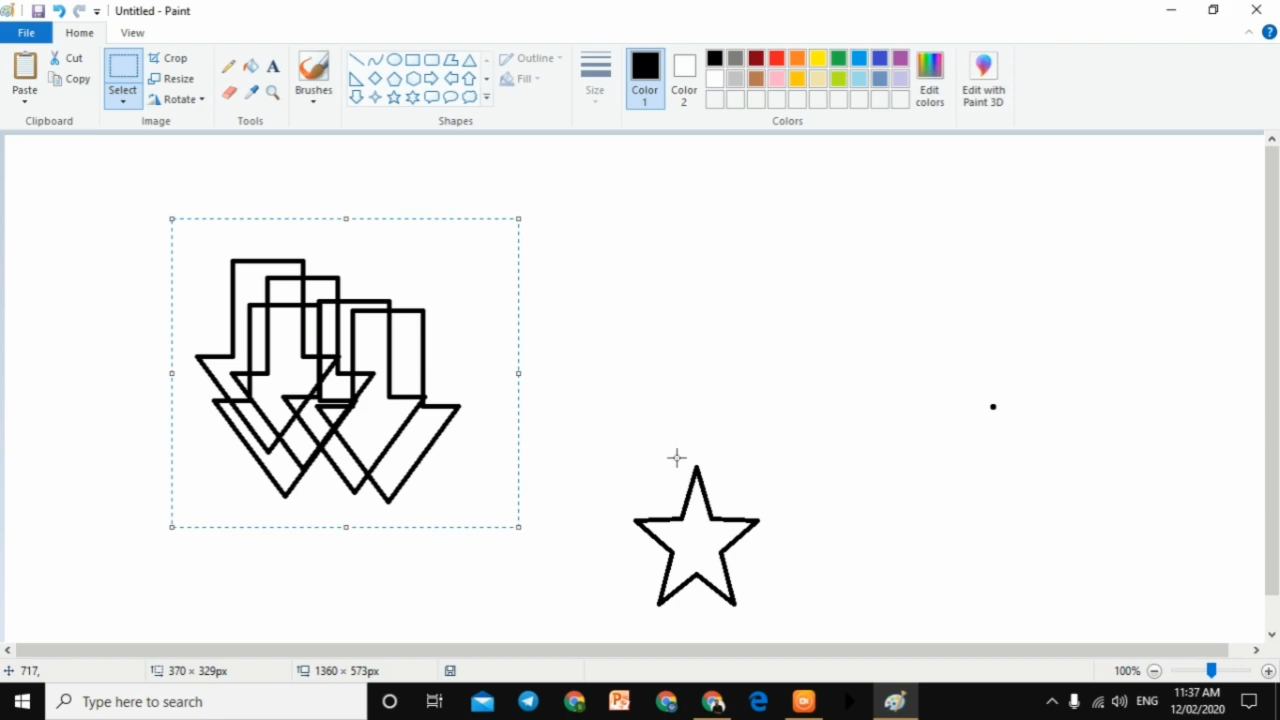 Untitled - Paint
File Home View
Paste
Cut
Copy
Clipboard
Select
Crop
Resize
Rotate
Image
A
Tools
Brushes
Outline
Fill
Shapes
Size
Color 1
Color 2
Edit colors
Colors
Edit with Paint 3D
717,
370 × 329px
1360 × 573px
100%
Type here to search
ENG
11:37 AM
12/02/2020